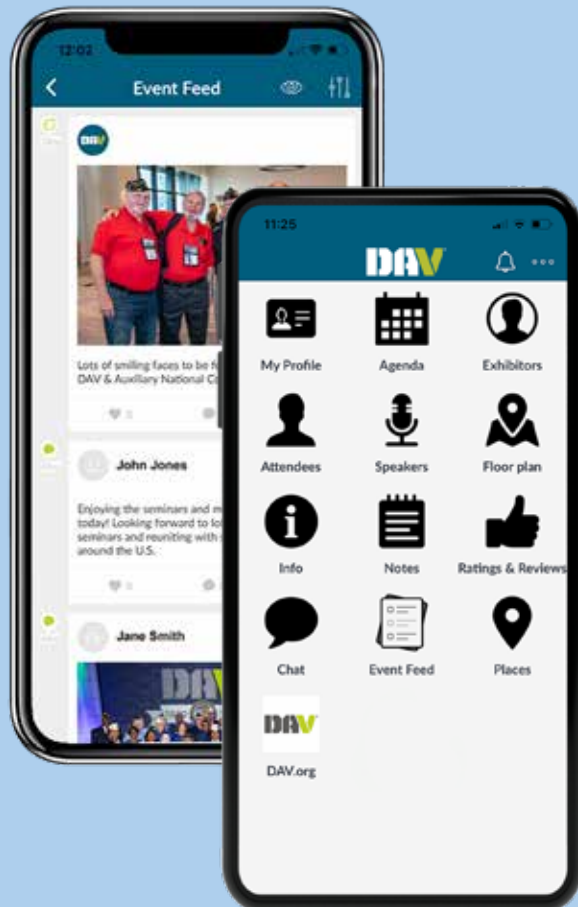 12:02
Event Feed
DAV
Lots of smiling faces to be
DAV & Auxiliary National
John Jones
Enjoying the seminars and
today! Looking forward to
seminars and reuniting with
around the U.S.
Jane Smith
DAV
11:25
DAV
My Profile
Agenda
Exhibitors
Attendees
Speakers
Floor plan
Info
Notes
Ratings & Reviews
Chat
Event Feed
Places
DAV
DAV.org